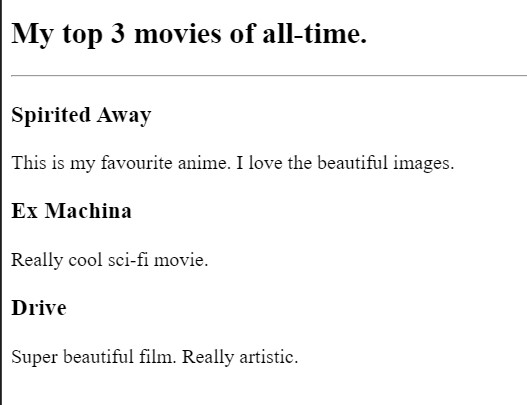 My top 3 movies of all-time.
Spirited Away
This is my favourite anime. I love the beautiful images.
Ex Machina
Really cool sci-fi movie.
Drive
Super beautiful film. Really artistic.